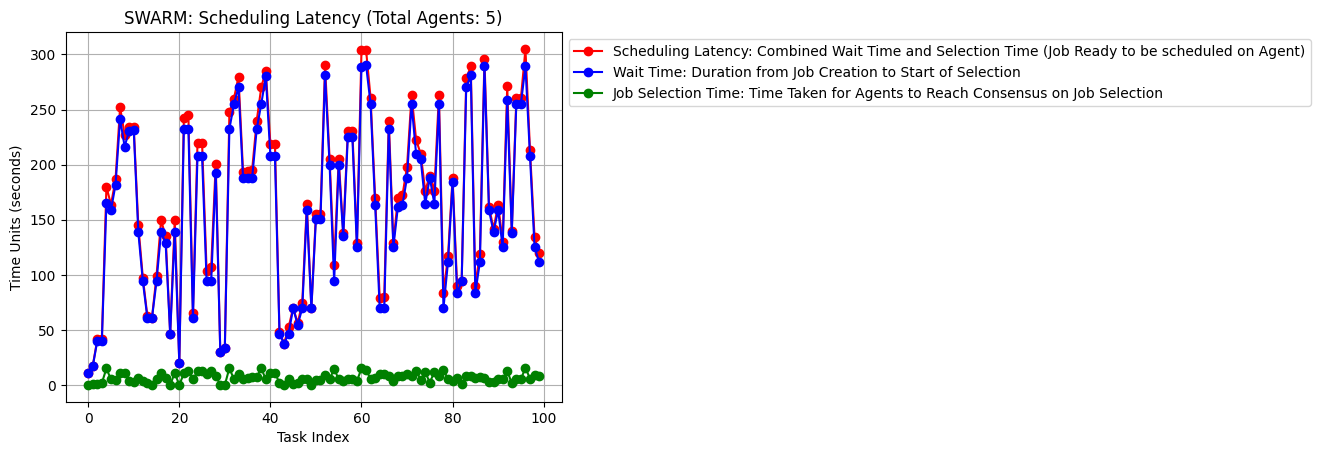 SWARM: Scheduling Latency (Total Agents: 5)
Scheduling Latency: Combined Wait Time and Selection Time (Job Ready to be scheduled on Agent)
Wait Time: Duration from Job Creation to Start of Selection
Job Selection Time: Time Taken for Agents to Reach Consensus on Job Selection
Time Units (seconds)
300
250
200
150
100
50
0
0 20 40 60 80 100
Task Index